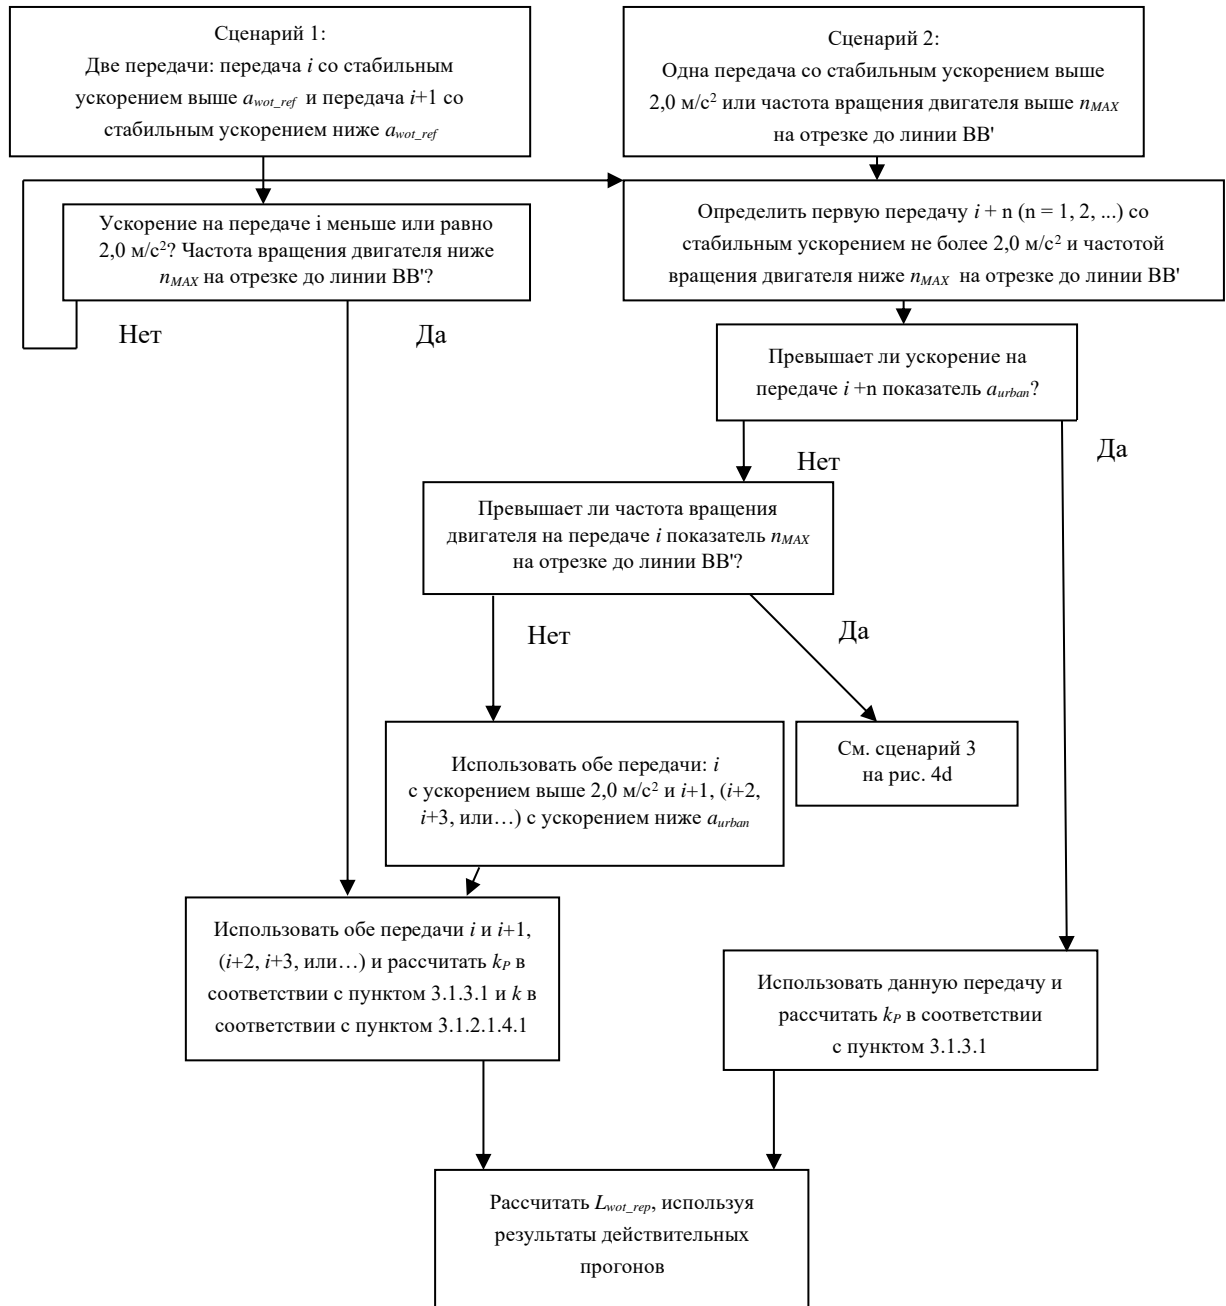 Сценарий 1:
Две передачи: передача i со стабильным
ускорением выше a_wot_ref и передача i+1 со
стабильным ускорением ниже a_wot_ref
Сценарий 2:
Одна передача со стабильным ускорением выше
2,0 м/с² или частота вращения двигателя выше n_MAX
на отрезке до линии BB'
Ускорение на передаче i меньше или равно
2,0 м/с²? Частота вращения двигателя ниже
n_MAX на отрезке до линии BB'?
Определить первую передачу i + n (n = 1, 2, ...) со
стабильным ускорением не более 2,0 м/с² и частотой
вращения двигателя ниже n_MAX на отрезке до линии BB'
Нет
Да
Превышает ли ускорение на
передаче i +n показатель a_urban?
Нет
Да
Превышает ли частота вращения
двигателя на передаче i показатель n_MAX
на отрезке до линии BB'?
Нет
Да
Использовать обе передачи: i
с ускорением выше 2,0 м/с² и i+1, (i+2,
i+3, или…) с ускорением ниже a_urban
См. сценарий 3
на рис. 4d
Использовать обе передачи i и i+1,
(i+2, i+3, или…) и рассчитать k_P в
соответствии с пунктом 3.1.3.1 и k в
соответствии с пунктом 3.1.2.1.4.1
Использовать данную передачу и
рассчитать k_P в соответствии
с пунктом 3.1.3.1
Рассчитать L_wot_rep, используя
результаты действительных
прогонов